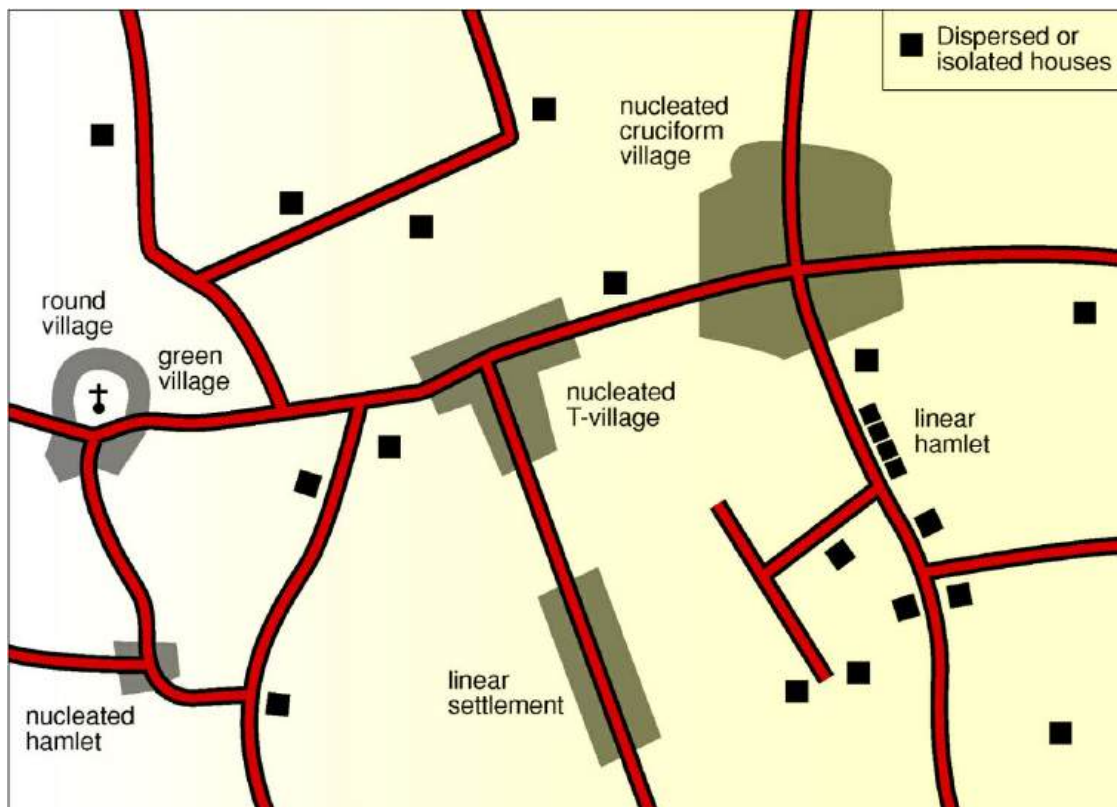 Dispersed or
isolated houses
nucleated
cruciform
village
round
village
green
village
nucleated
T-village
linear
hamlet
linear
settlement
nucleated
hamlet